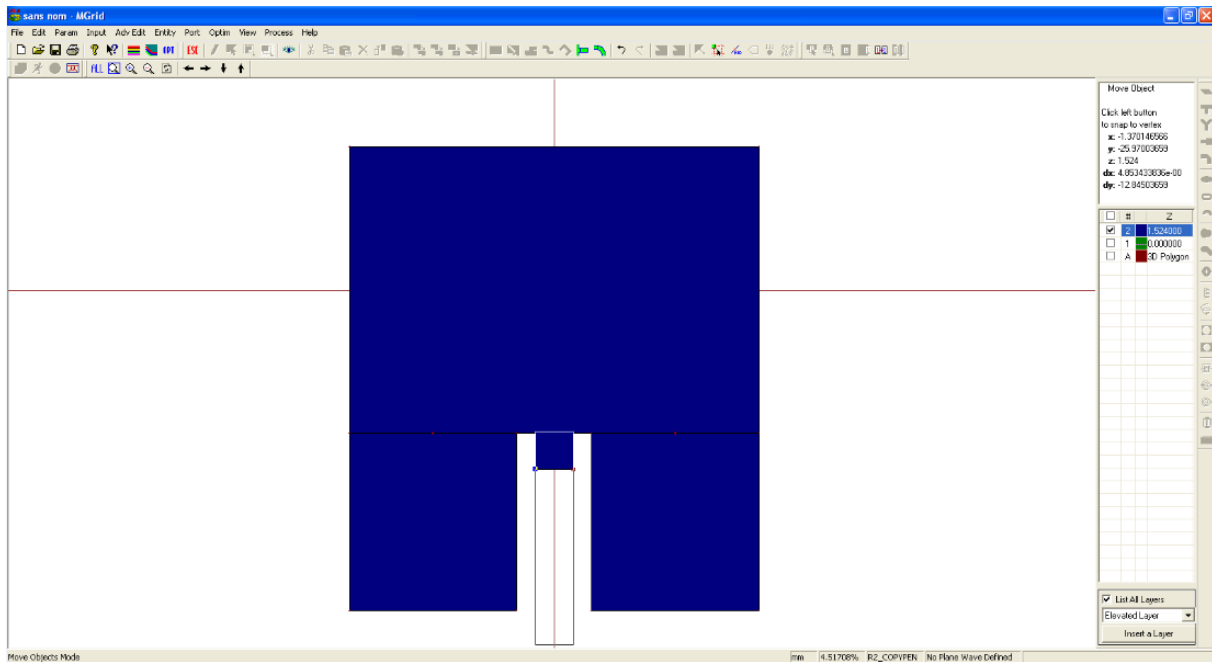 sans nom - MGrid
File Edit Param Input Adv Edit Entity Port Optim View Process Help
OPT ESC
ALL
Move Object
Click left button
to snap to vertex
x: -1.370146566
y: -25.97003659
z: 1.524
dx: 4.853433836e-00
dy: -12.84503659
# Z
2 1.524000
1 0.000000
A 3D Polygon
List All Layers
Elevated Layer
Insert a Layer
Move Objects Mode mm 4.51708% R2_COPYPEN No Plane Wave Defined